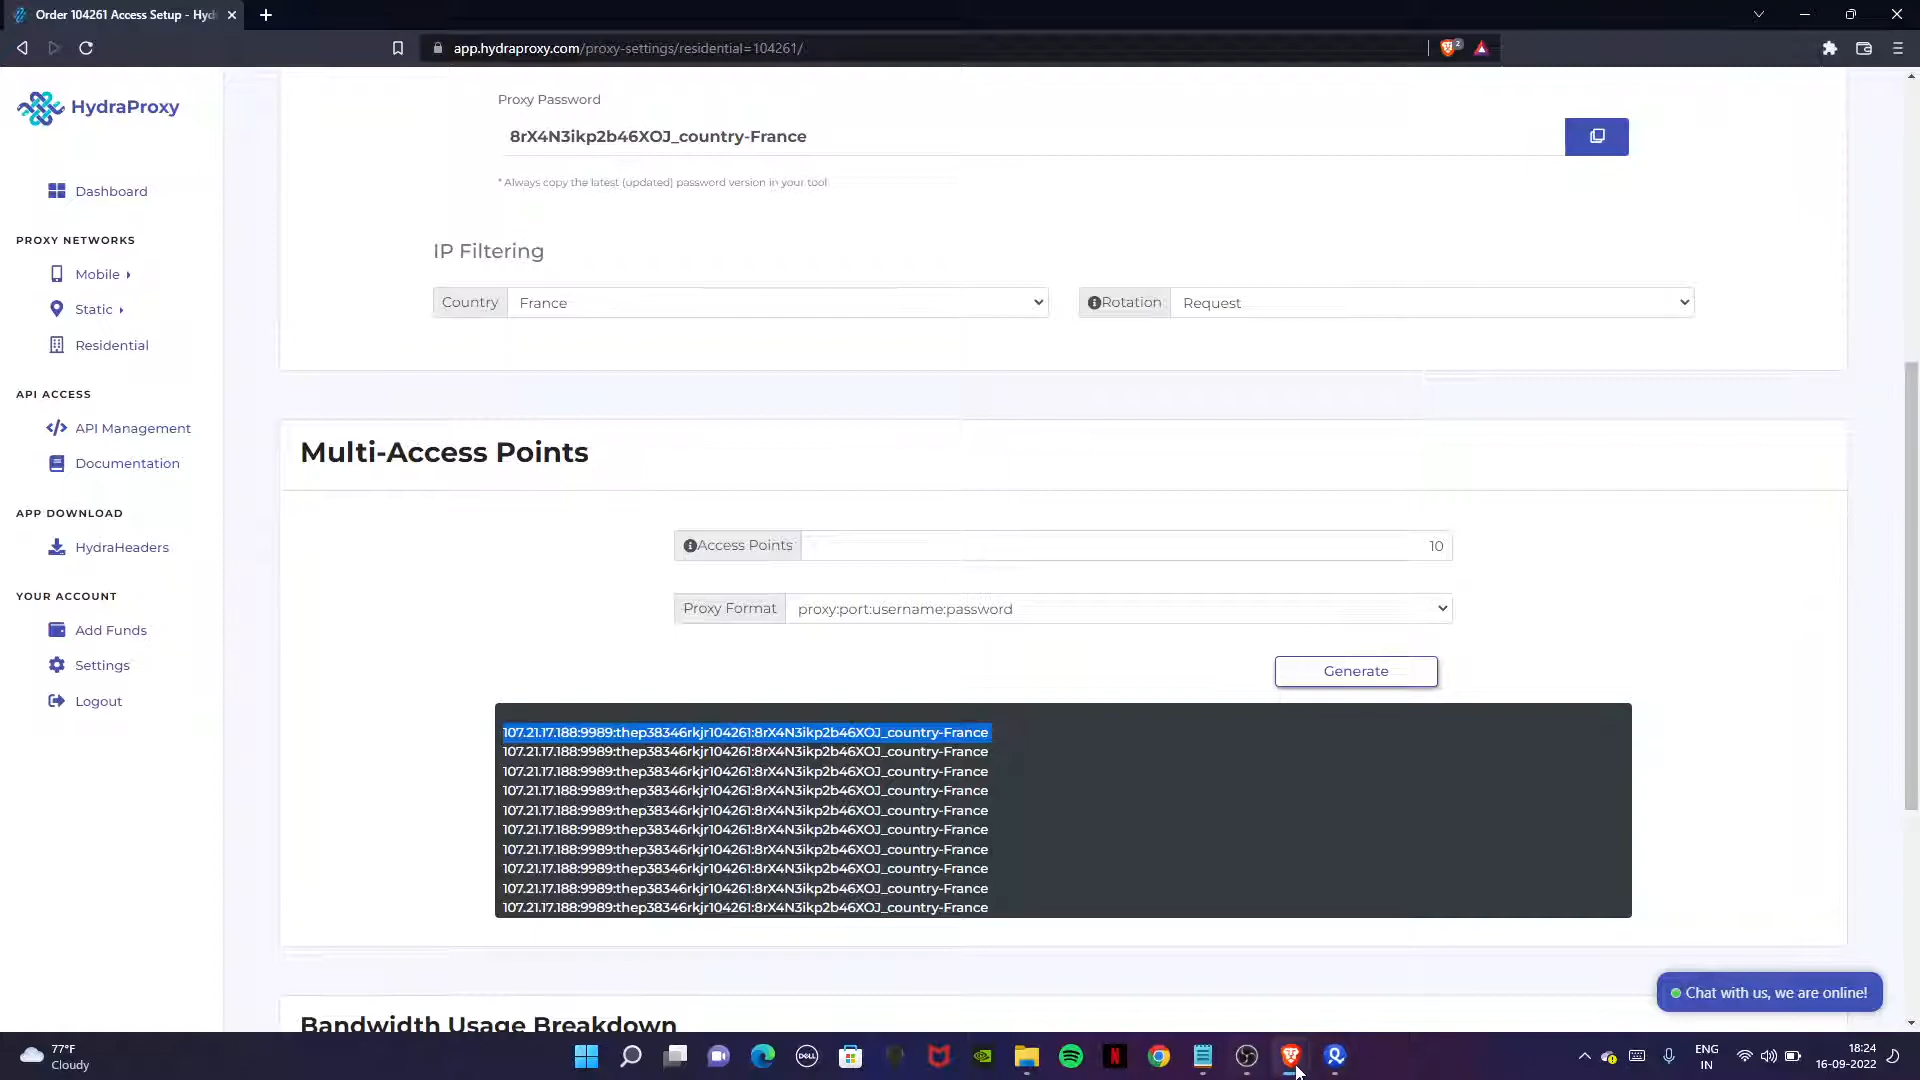 Order 104261 Access Setup - Hyd
app.hydraproxy.com/proxy-settings/residential=104261/
2
HydraProxy
Dashboard
PROXY NETWORKS
Mobile
Static
Residential
API ACCESS
API Management
Documentation
APP DOWNLOAD
HydraHeaders
YOUR ACCOUNT
Add Funds
Settings
Logout
Proxy Password
8rX4N3ikp2b46XOJ_country-France
* Always copy the latest (updated) password version in your tool
IP Filtering
Country France
Rotation Request
Multi-Access Points
Access Points 10
Proxy Format proxy:port:username:password
Generate
107.21.17.188:9989:thep38346rkjr104261:8rX4N3ikp2b46XOJ_country-France
107.21.17.188:9989:thep38346rkjr104261:8rX4N3ikp2b46XOJ_country-France
107.21.17.188:9989:thep38346rkjr104261:8rX4N3ikp2b46XOJ_country-France
107.21.17.188:9989:thep38346rkjr104261:8rX4N3ikp2b46XOJ_country-France
107.21.17.188:9989:thep38346rkjr104261:8rX4N3ikp2b46XOJ_country-France
107.21.17.188:9989:thep38346rkjr104261:8rX4N3ikp2b46XOJ_country-France
107.21.17.188:9989:thep38346rkjr104261:8rX4N3ikp2b46XOJ_country-France
107.21.17.188:9989:thep38346rkjr104261:8rX4N3ikp2b46XOJ_country-France
107.21.17.188:9989:thep38346rkjr104261:8rX4N3ikp2b46XOJ_country-France
107.21.17.188:9989:thep38346rkjr104261:8rX4N3ikp2b46XOJ_country-France
Chat with us, we are online!
Bandwidth Usage Breakdown
77°F
Cloudy
DELL
N
ENG
IN
18:24
16-09-2022